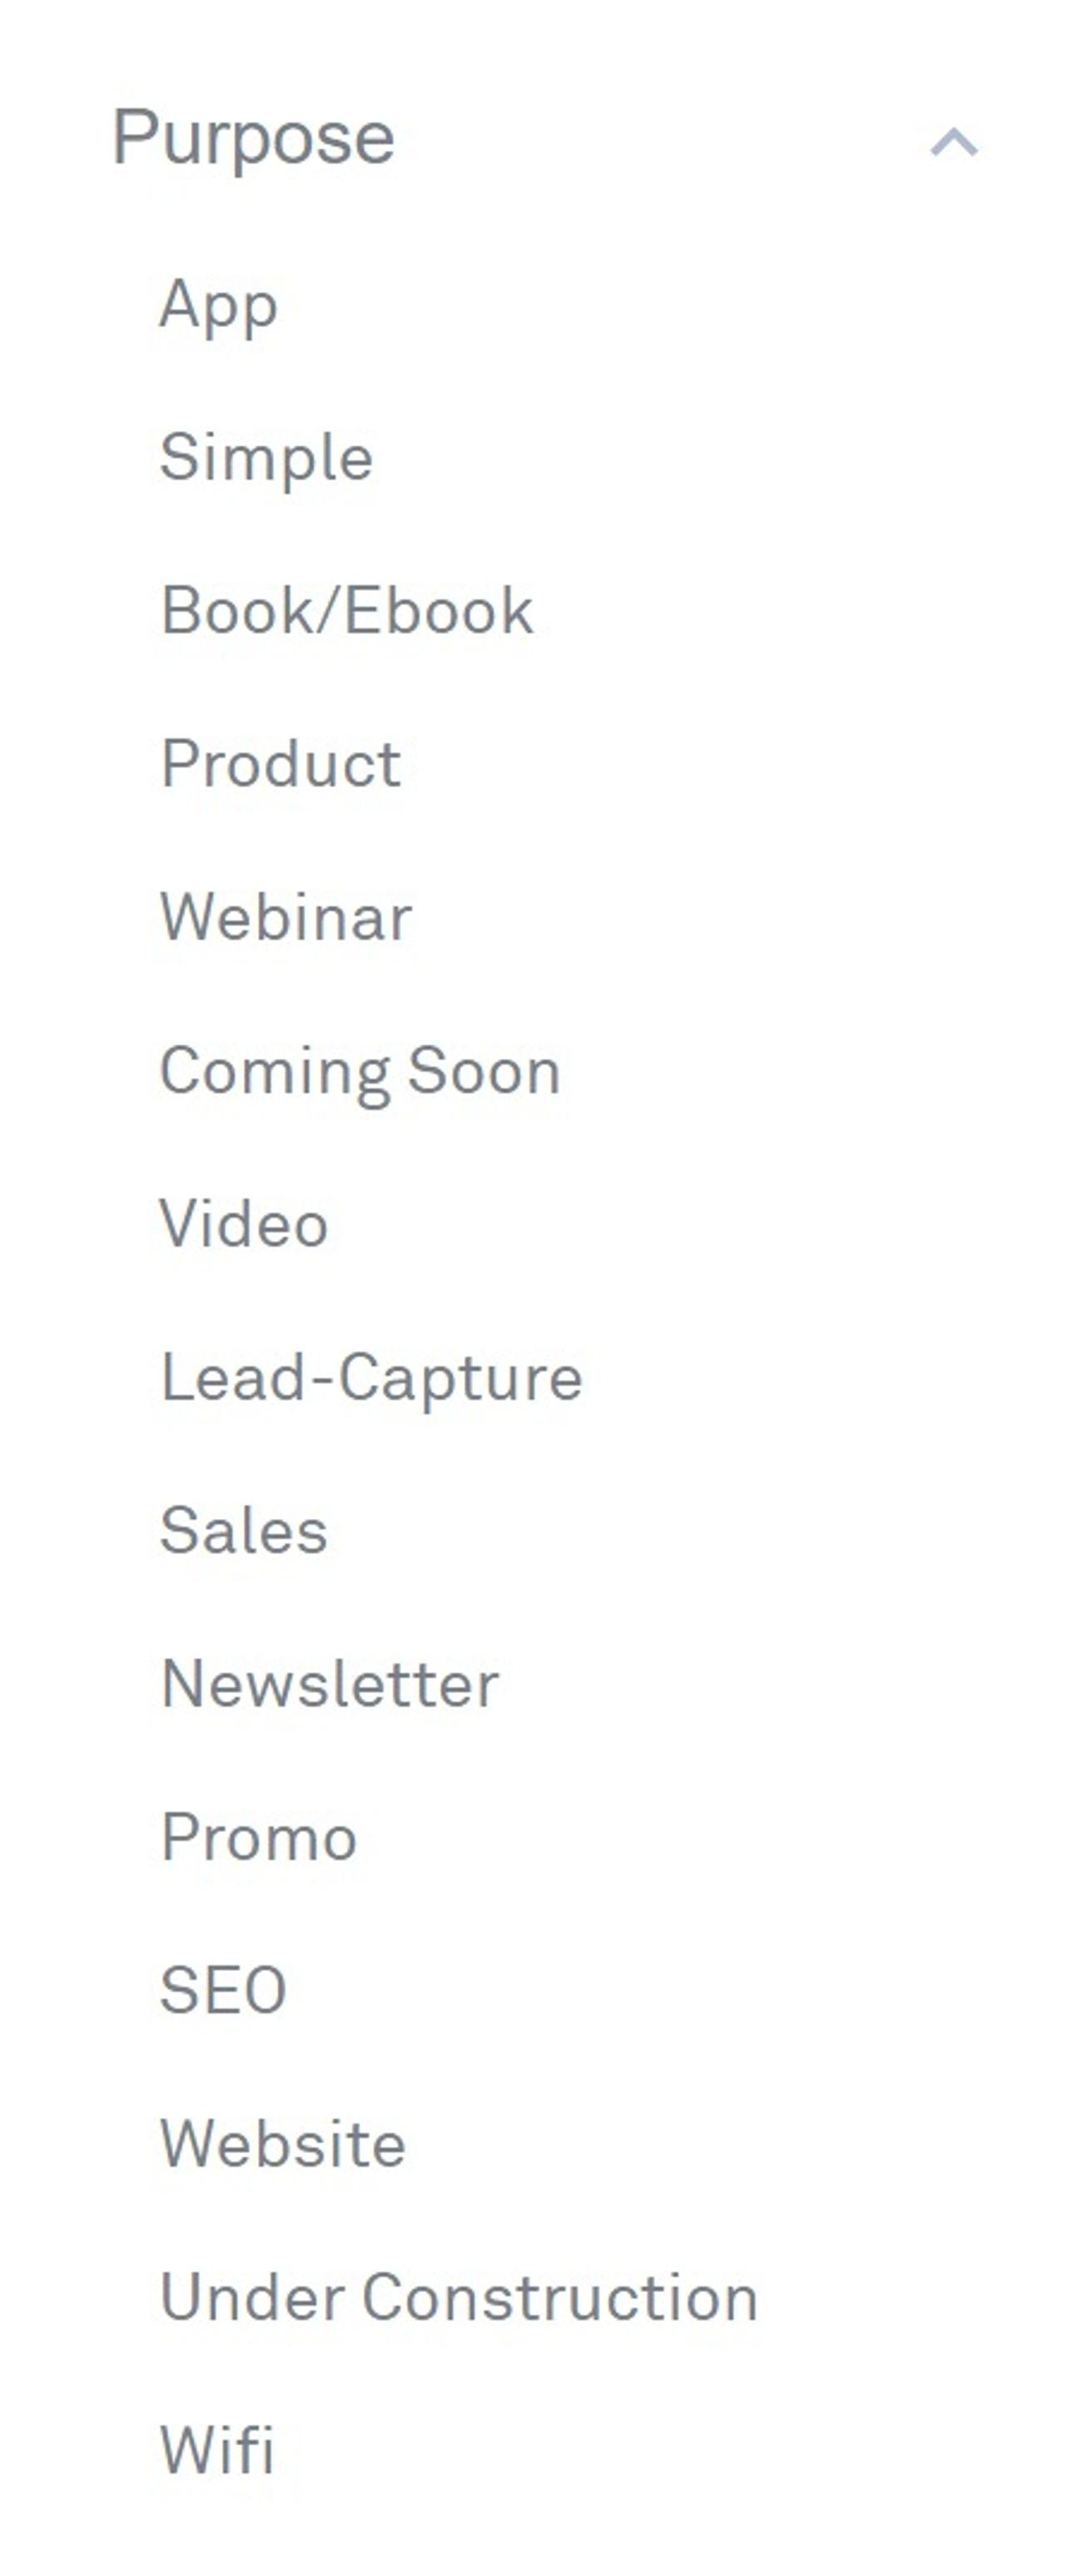 Purpose
App
Simple
Book/Ebook
Product
Webinar
Coming Soon
Video
Lead-Capture
Sales
Newsletter
Promo
SEO
Website
Under Construction
Wifi